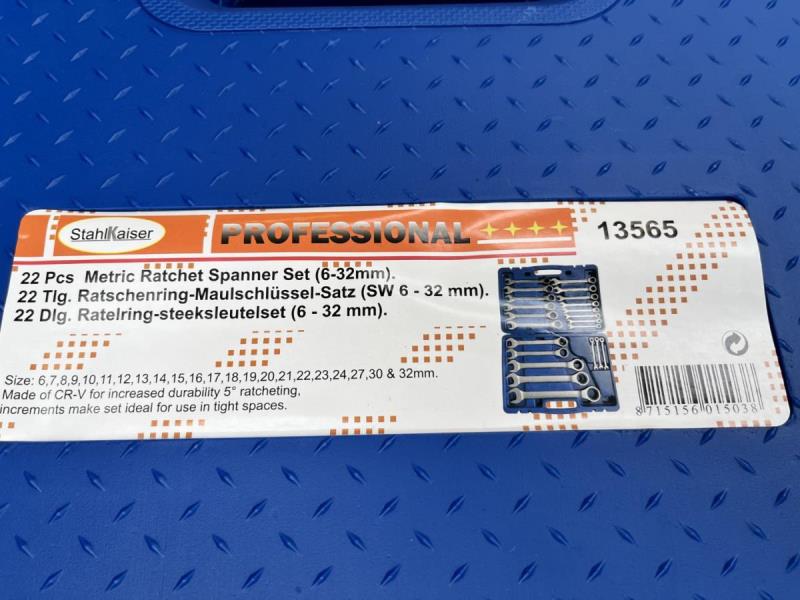 StahlKaiser
PROFESSIONAL
13565
22 Pcs Metric Ratchet Spanner Set (6-32mm).
22 Tlg. Ratschenring-Maulschlüssel-Satz (SW 6 - 32 mm).
22 Dlg. Ratelring-steeksleutelset (6 - 32 mm).
Size: 6,7,8,9,10,11,12,13,14,15,16,17,18,19,20,21,22,23,24,27,30 & 32mm.
Made of CR-V for increased durability 5° ratcheting,
increments make set ideal for use in tight spaces.
8 715156 015038